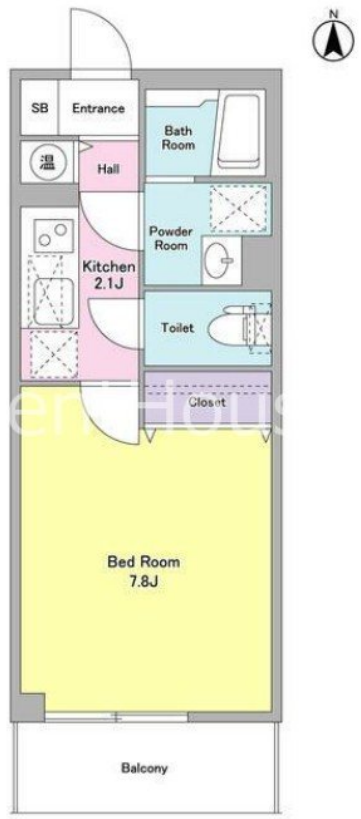 N
SB
Entrance
Bath
Room
温
Hall
Powder
Room
Kitchen
2.1J
Toilet
Closet
Bed Room
7.8J
Balcony